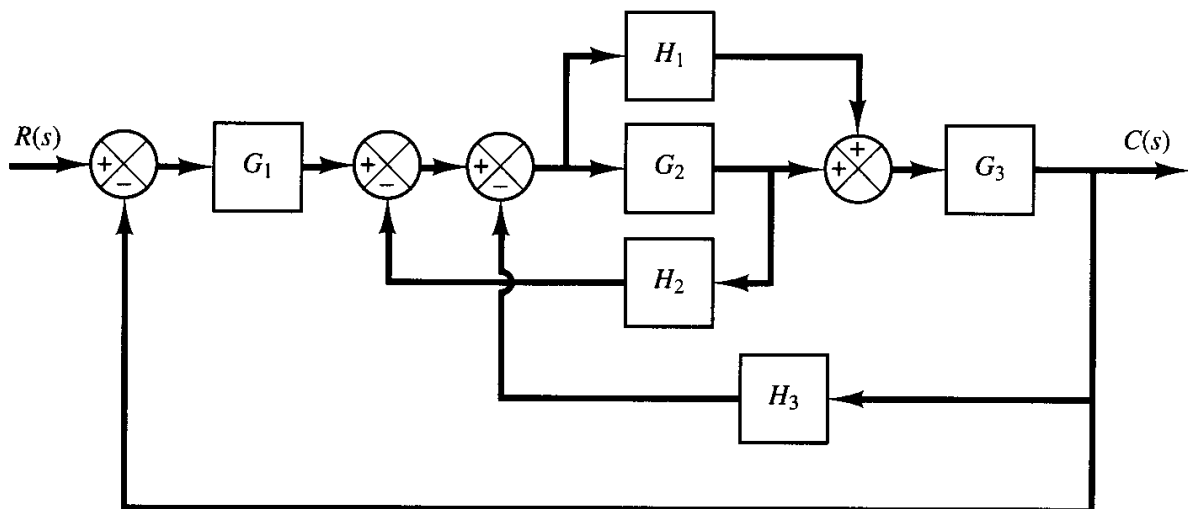 H₁
R(s)
C(s)
+
−
G₁
+
−
+
−
G₂
+
+
G₃
H₂
H₃